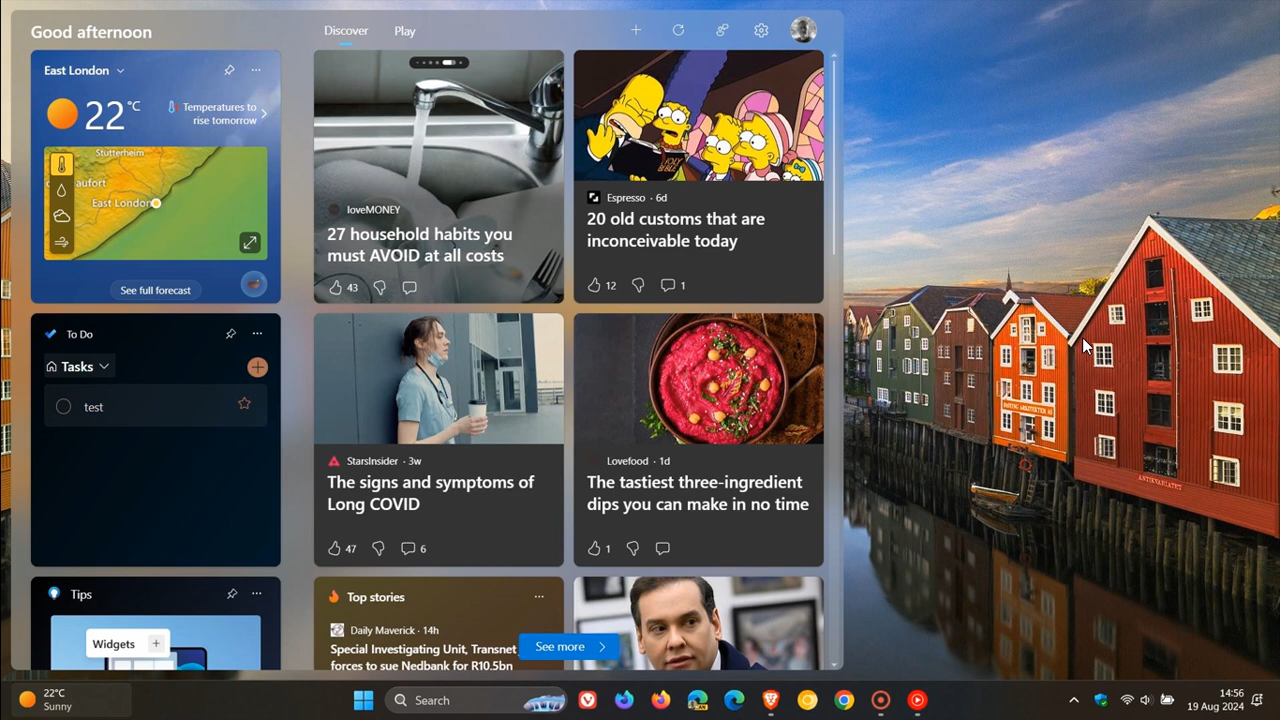 Good afternoon
Discover
Play
East London
22 °C
Temperatures to
rise tomorrow
Stutterheim
aufort
East London
See full forecast
loveMONEY
27 household habits you
must AVOID at all costs
43
HOLY
BIBLE
Espresso · 6d
20 old customs that are
inconceivable today
12
1
To Do
Tasks
test
StarsInsider · 3w
The signs and symptoms of
Long COVID
47
6
Lovefood · 1d
The tastiest three-ingredient
dips you can make in no time
1
Tips
Widgets
Top stories
Daily Maverick · 14h
Special Investigating Unit, Transnet
forces to sue Nedbank for R10.5bn
See more
ANTIKVARIATET
22°C
Sunny
Search
14:56
19 Aug 2024